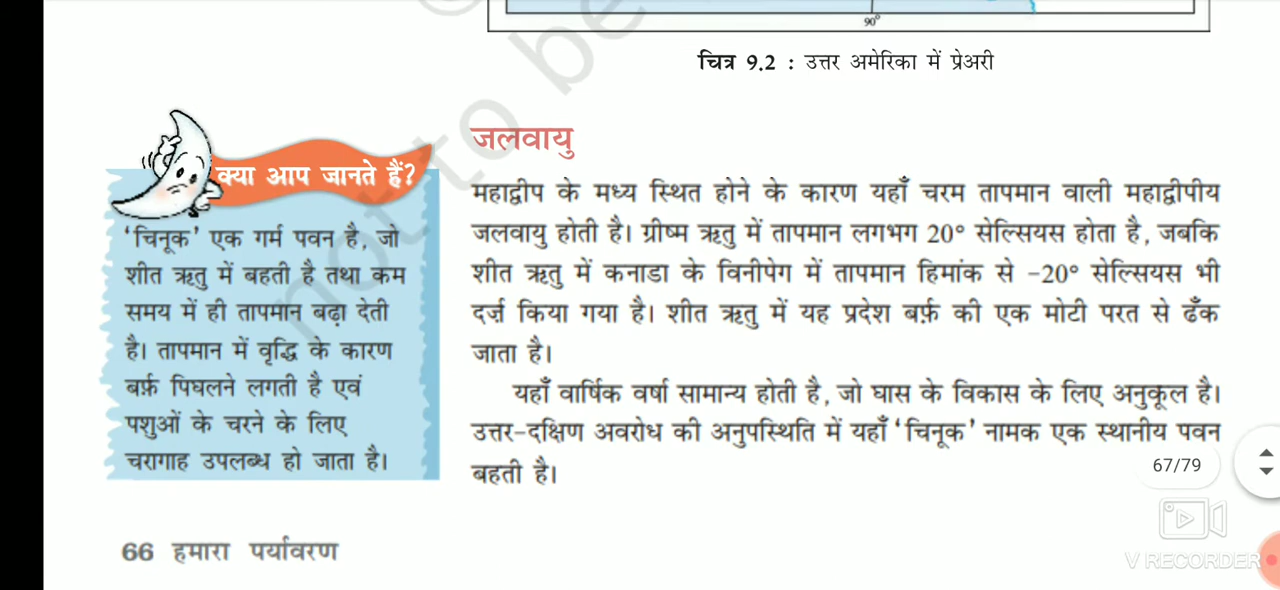 90°
चित्र 9.2 : उत्तर अमेरिका में प्रेअरी
not to be
क्या आप जानते हैं?
‘चिनूक’ एक गर्म पवन है, जो
शीत ऋतु में बहती है तथा कम
समय में ही तापमान बढ़ा देती
है। तापमान में वृद्धि के कारण
बर्फ़ पिघलने लगती है एवं
पशुओं के चरने के लिए
चरागाह उपलब्ध हो जाता है।
जलवायु
महाद्वीप के मध्य स्थित होने के कारण यहाँ चरम तापमान वाली महाद्वीपीय
जलवायु होती है। ग्रीष्म ऋतु में तापमान लगभग 20° सेल्सियस होता है, जबकि
शीत ऋतु में कनाडा के विनीपेग में तापमान हिमांक से −20° सेल्सियस भी
दर्ज़ किया गया है। शीत ऋतु में यह प्रदेश बर्फ़ की एक मोटी परत से ढँक
जाता है।
यहाँ वार्षिक वर्षा सामान्य होती है, जो घास के विकास के लिए अनुकूल है।
उत्तर-दक्षिण अवरोध की अनुपस्थिति में यहाँ ‘चिनूक’ नामक एक स्थानीय पवन
बहती है।
67/79
V RECORDER
66 हमारा पर्यावरण